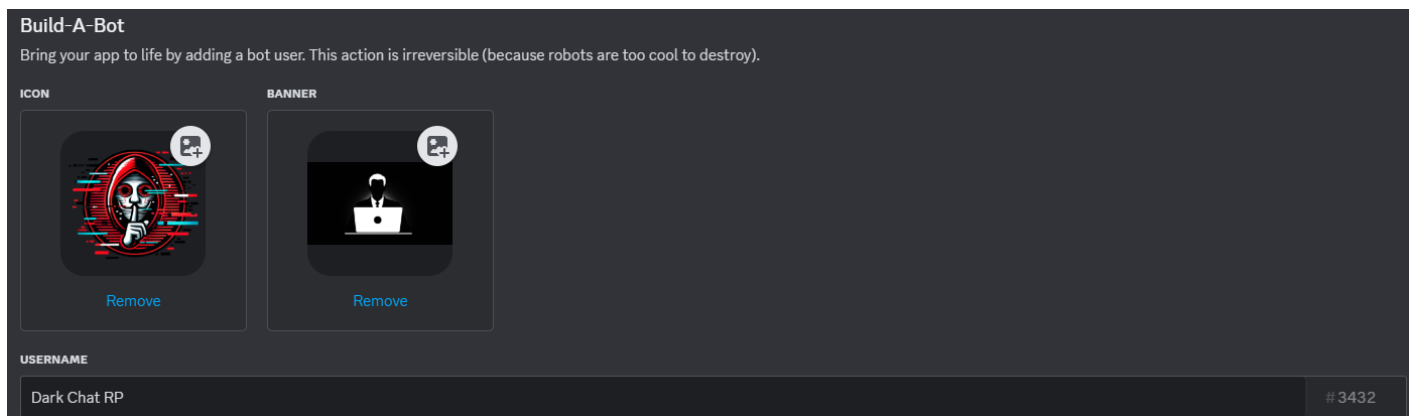 Build-A-Bot
Bring your app to life by adding a bot user. This action is irreversible (because robots are too cool to destroy).
ICON BANNER
Remove Remove
USERNAME
Dark Chat RP #3432